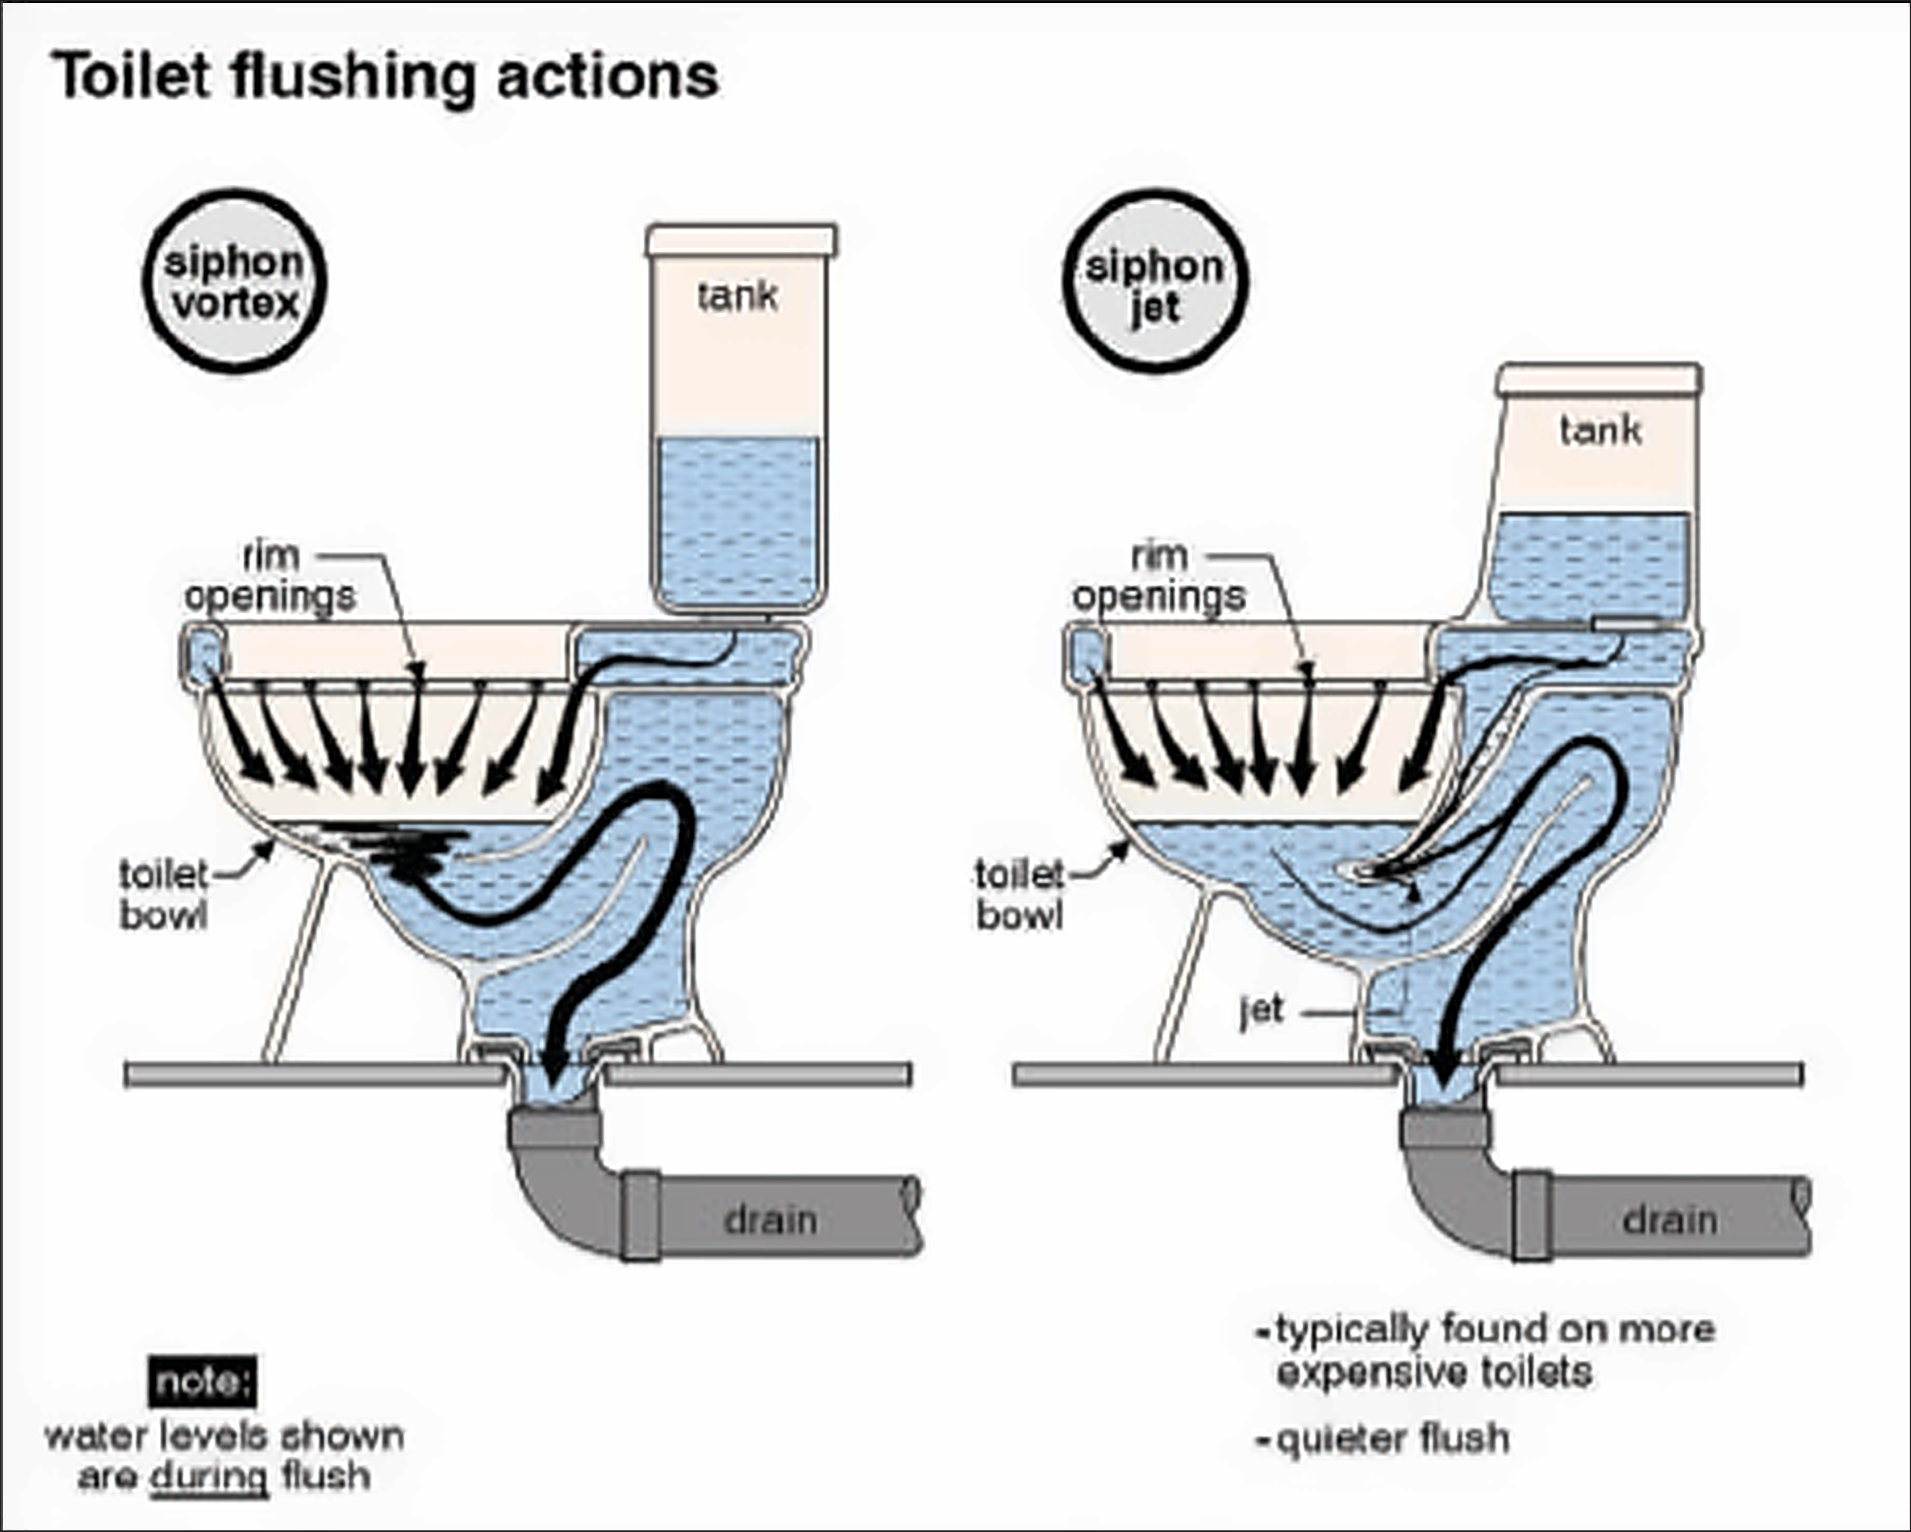 Toilet flushing actions
siphon
vortex
tank
rim
openings
toilet
bowl
drain
note:
water levels shown
are during flush
siphon
jet
tank
rim
openings
toilet
bowl
jet
drain
-typically found on more
expensive toilets
-quieter flush